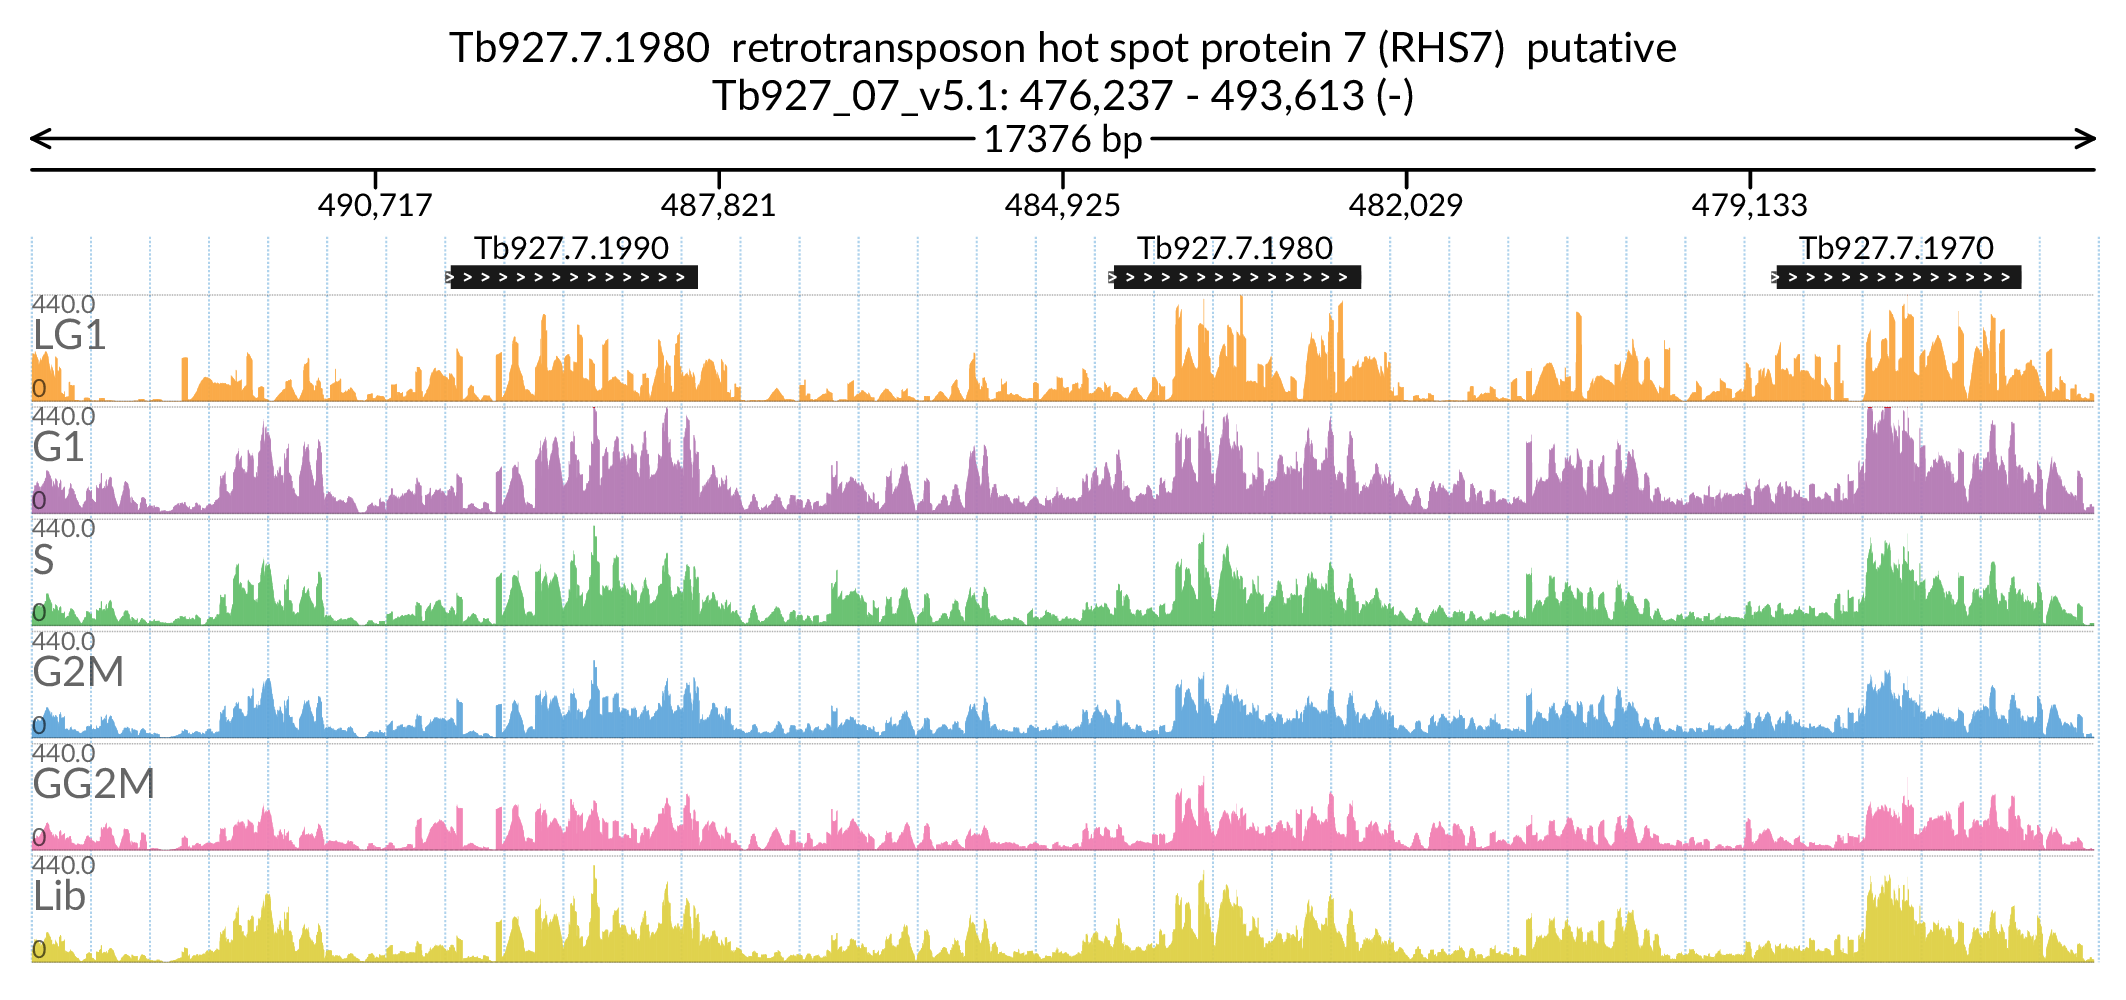 Tb927.7.1980 retrotransposon hot spot protein 7 (RHS7) putative
Tb927_07_v5.1: 476,237 - 493,613 (-)
17376 bp
490,717 487,821 484,925 482,029 479,133
Tb927.7.1990 Tb927.7.1980 Tb927.7.1970
440.0
LG1
0
440.0
G1
0
440.0
S
0
440.0
G2M
0
440.0
GG2M
0
440.0
Lib
0